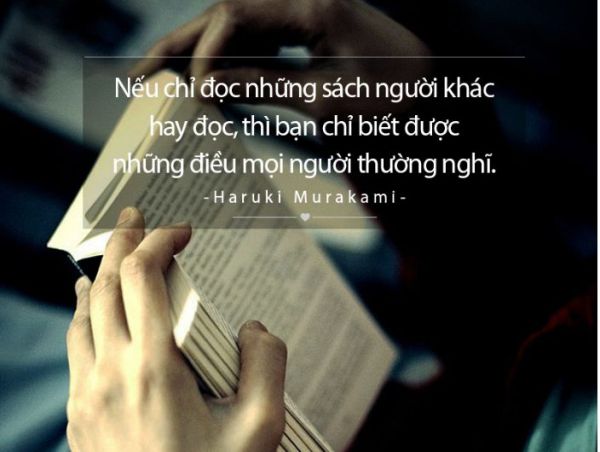 Nếu chỉ đọc những sách người khác
hay đọc, thì bạn chỉ biết được
những điều mọi người thường nghĩ.
-Haruki Murakami-